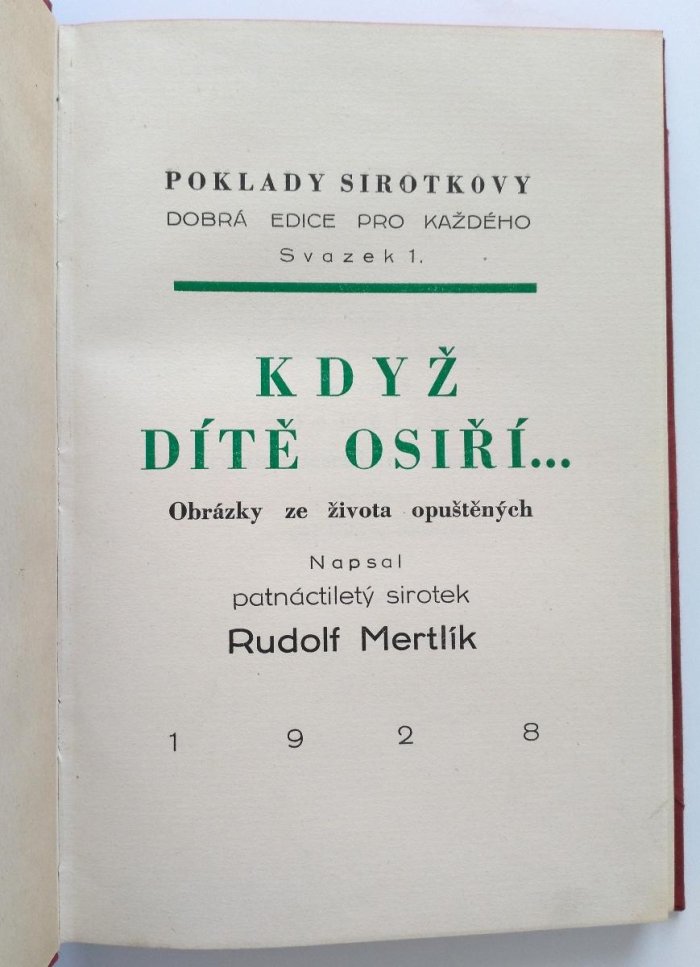 POKLADY SIROTKOVY
DOBRÁ EDICE PRO KAŽDÉHO
Svazek 1.
KDYŽ
DÍTĚ OSIŘÍ...
Obrázky ze života opuštěných
Napsal
patnáctiletý sirotek
Rudolf Mertlík
1 9 2 8